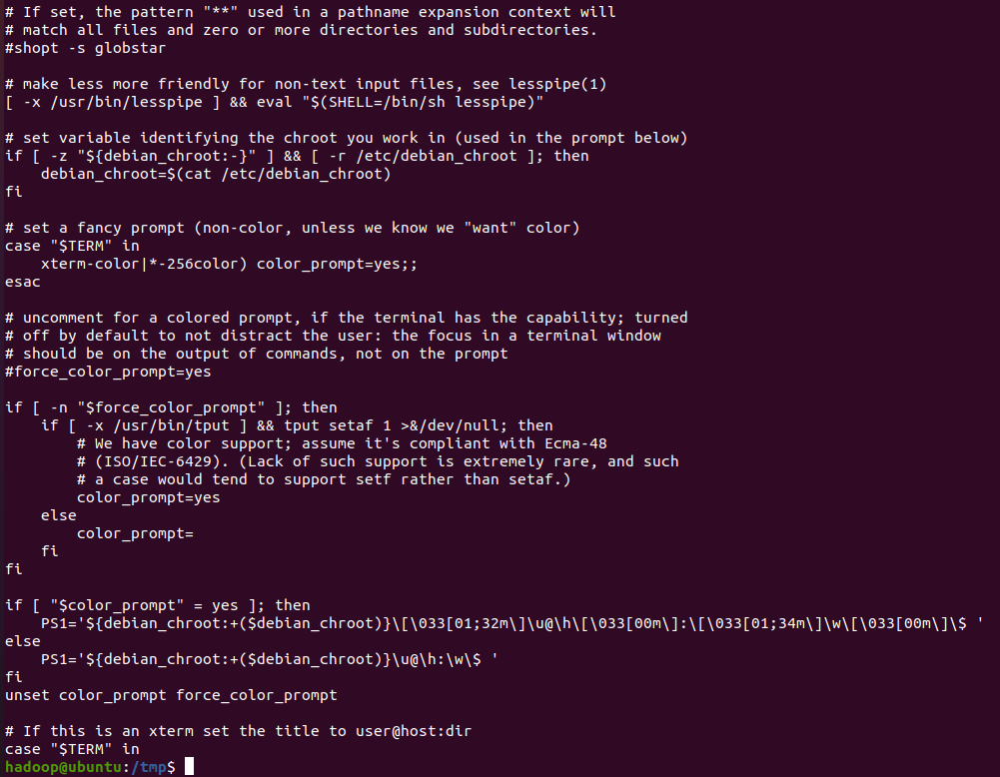 # If set, the pattern "**" used in a pathname expansion context will
# match all files and zero or more directories and subdirectories.
#shopt -s globstar

# make less more friendly for non-text input files, see lesspipe(1)
[ -x /usr/bin/lesspipe ] && eval "$(SHELL=/bin/sh lesspipe)"

# set variable identifying the chroot you work in (used in the prompt below)
if [ -z "${debian_chroot:-}" ] && [ -r /etc/debian_chroot ]; then
    debian_chroot=$(cat /etc/debian_chroot)
fi

# set a fancy prompt (non-color, unless we know we "want" color)
case "$TERM" in
    xterm-color|*-256color) color_prompt=yes;;
esac

# uncomment for a colored prompt, if the terminal has the capability; turned
# off by default to not distract the user: the focus in a terminal window
# should be on the output of commands, not on the prompt
#force_color_prompt=yes

if [ -n "$force_color_prompt" ]; then
    if [ -x /usr/bin/tput ] && tput setaf 1 >&/dev/null; then
        # We have color support; assume it's compliant with Ecma-48
        # (ISO/IEC-6429). (Lack of such support is extremely rare, and such
        # a case would tend to support setf rather than setaf.)
        color_prompt=yes
    else
        color_prompt=
    fi
fi

if [ "$color_prompt" = yes ]; then
    PS1='${debian_chroot:+($debian_chroot)}\[\033[01;32m\]\u@\h\[\033[00m\]:\[\033[01;34m\]\w\[\033[00m\]\$ '
else
    PS1='${debian_chroot:+($debian_chroot)}\u@\h:\w\$ '
fi
unset color_prompt force_color_prompt

# If this is an xterm set the title to user@host:dir
case "$TERM" in
hadoop@ubuntu:/tmp$